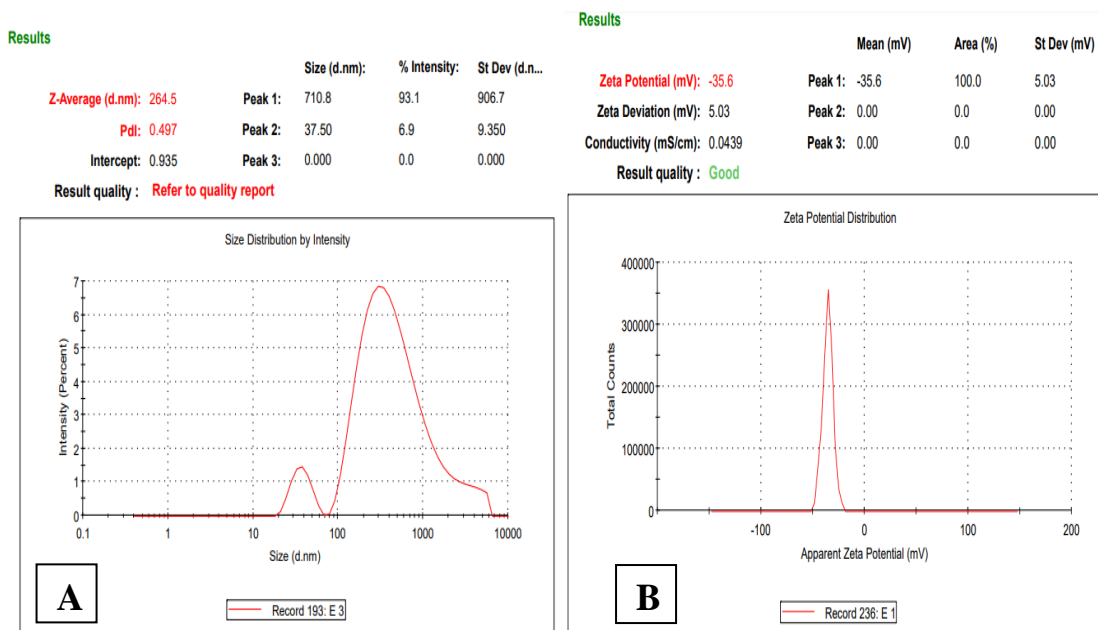 Results
Size (d.nm): % Intensity: St Dev (d.n...
Z-Average (d.nm): 264.5 Peak 1: 710.8 93.1 906.7
PdI: 0.497 Peak 2: 37.50 6.9 9.350
Intercept: 0.935 Peak 3: 0.000 0.0 0.000
Result quality : Refer to quality report
Size Distribution by Intensity
Intensity (Percent)
7
6
5
4
3
2
1
0
0.1 1 10 100 1000 10000
Size (d.nm)
A
Record 193: E 3
Results
Mean (mV) Area (%) St Dev (mV)
Zeta Potential (mV): -35.6 Peak 1: -35.6 100.0 5.03
Zeta Deviation (mV): 5.03 Peak 2: 0.00 0.0 0.00
Conductivity (mS/cm): 0.0439 Peak 3: 0.00 0.0 0.00
Result quality : Good
Zeta Potential Distribution
Total Counts
400000
300000
200000
100000
0
-100 0 100 200
Apparent Zeta Potential (mV)
B
Record 236: E 1